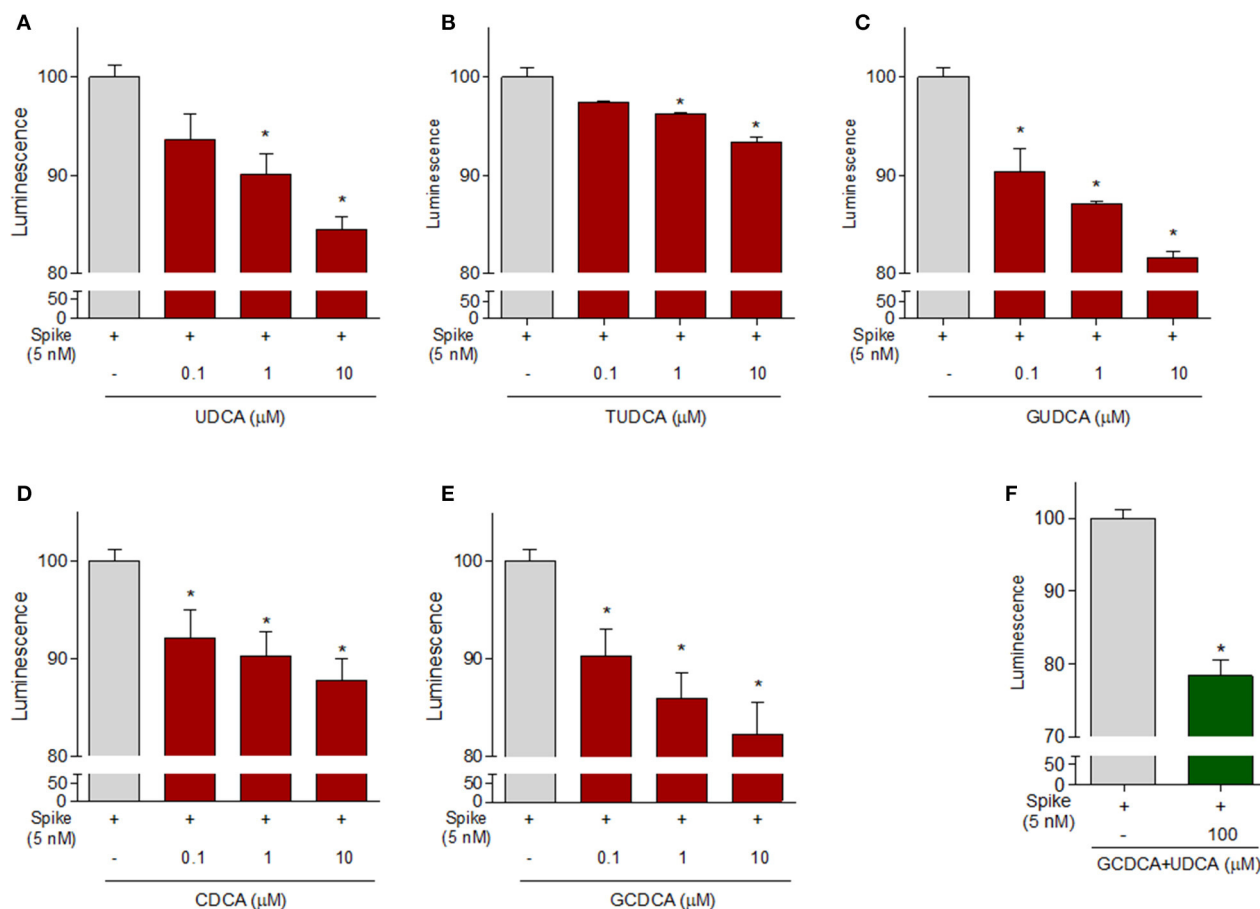 A
Luminescence
100
90
80
50
0
*
*
Spike
(5 nM)
+ + + +
- 0.1 1 10
UDCA (μM)
B
Luminescence
100
90
80
50
0
*
*
Spike
(5 nM)
+ + + +
- 0.1 1 10
TUDCA (μM)
C
Luminescence
100
90
80
50
0
*
*
*
Spike
(5 nM)
+ + + +
- 0.1 1 10
GUDCA (μM)
D
Luminescence
100
90
80
50
0
*
*
*
Spike
(5 nM)
+ + + +
- 0.1 1 10
CDCA (μM)
E
Luminescence
100
90
80
50
0
*
*
*
Spike
(5 nM)
+ + + +
- 0.1 1 10
GCDCA (μM)
F
Luminescence
100
90
80
70
50
0
*
Spike
(5 nM)
+ +
- 100
GCDCA+UDCA (μM)